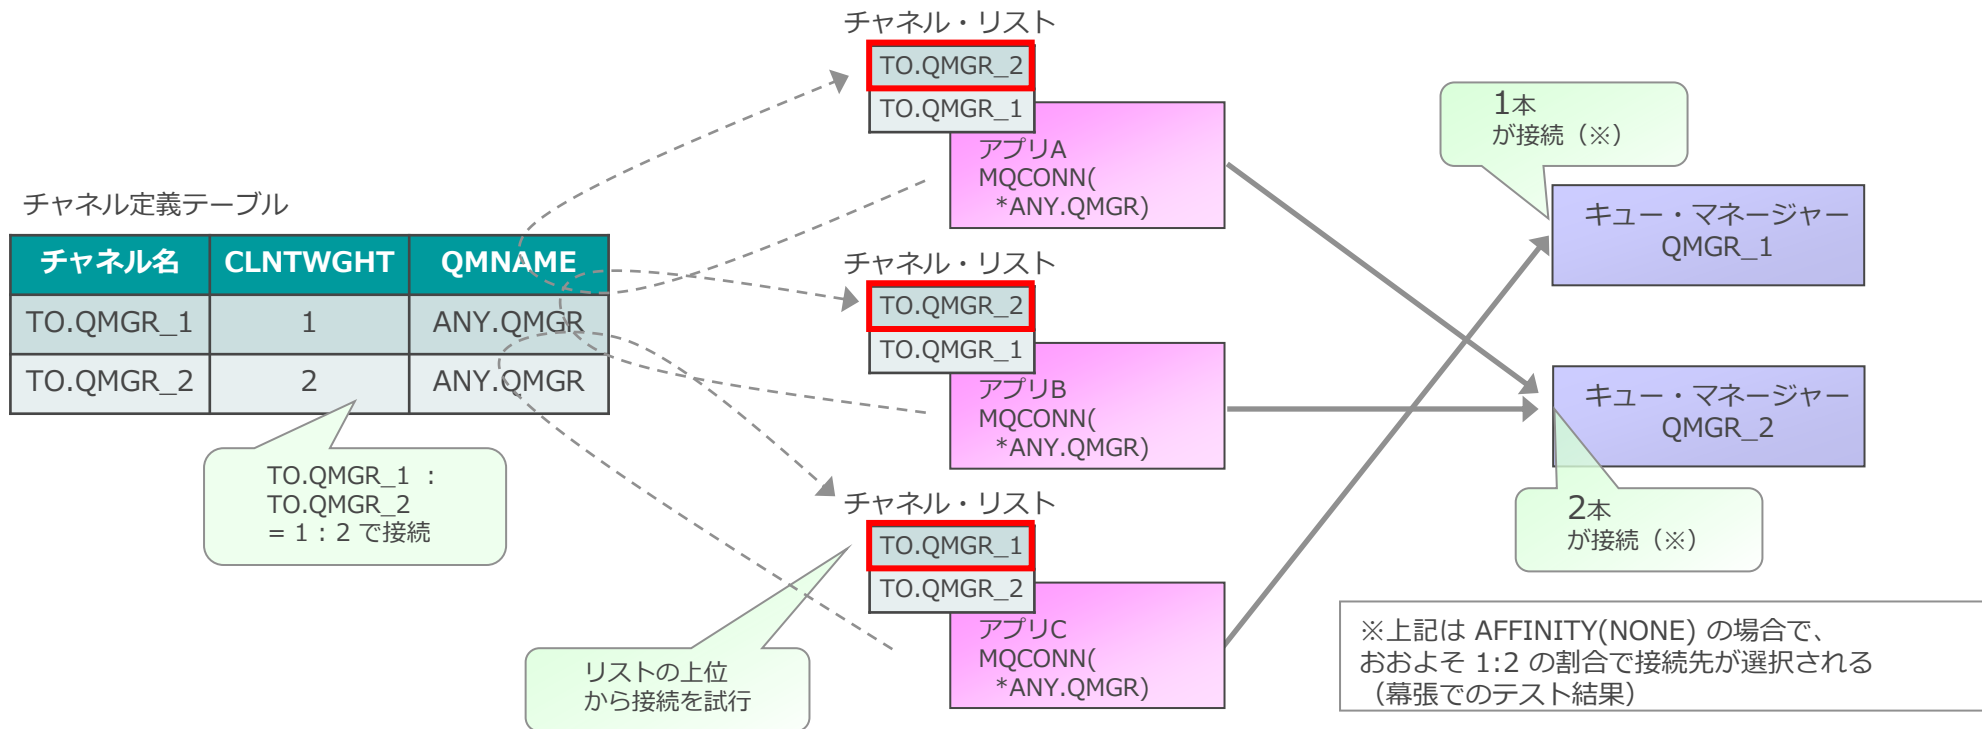 チャネル定義テーブル
チャネル名 CLNTWGHT QMNAME
TO.QMGR_1 1 ANY.QMGR
TO.QMGR_2 2 ANY.QMGR
TO.QMGR_1 :
TO.QMGR_2
= 1 : 2 で接続
チャネル・リスト
TO.QMGR_2
TO.QMGR_1
アプリA
MQCONN(
*ANY.QMGR)
チャネル・リスト
TO.QMGR_2
TO.QMGR_1
アプリB
MQCONN(
*ANY.QMGR)
チャネル・リスト
TO.QMGR_1
TO.QMGR_2
アプリC
MQCONN(
*ANY.QMGR)
リストの上位
から接続を試行
1本
が接続（※）
キュー・マネージャー
QMGR_1
キュー・マネージャー
QMGR_2
2本
が接続（※）
※上記は AFFINITY(NONE) の場合で、
おおよそ 1:2 の割合で接続先が選択される
（幕張でのテスト結果）